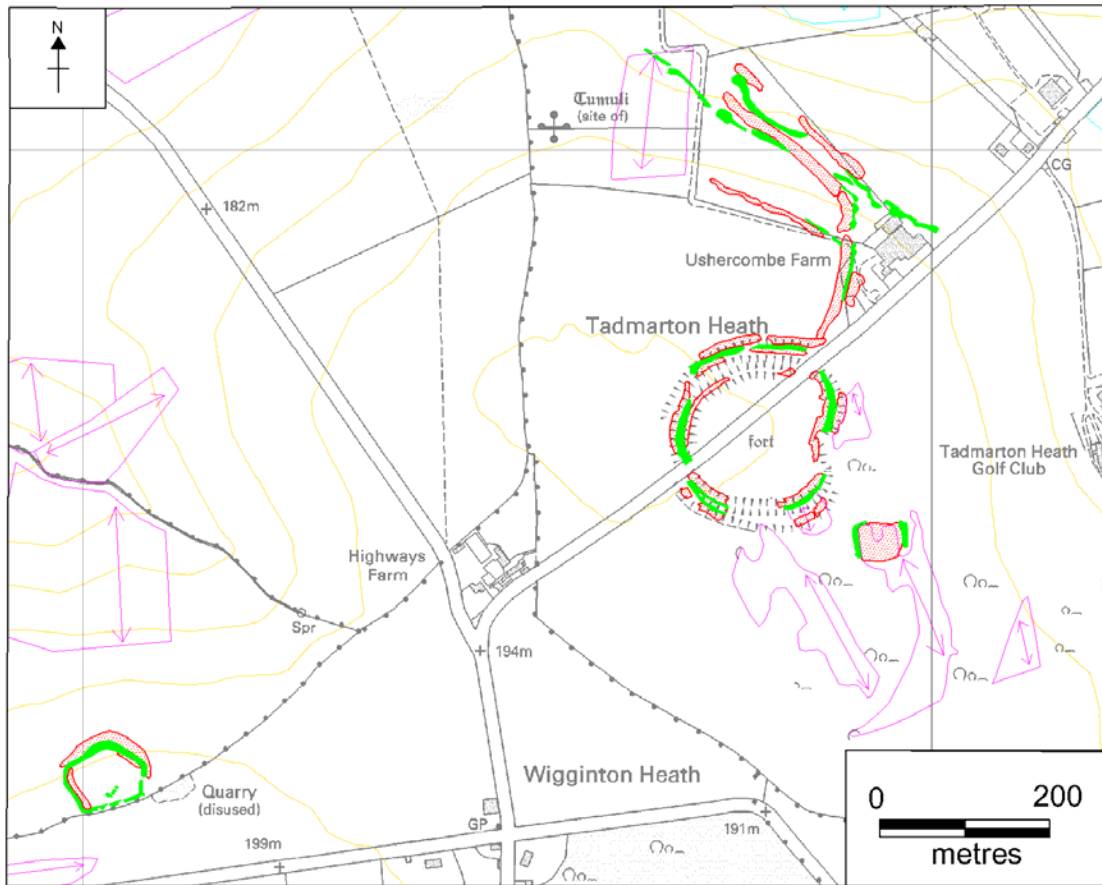 N
Tumuli
(site of)
CG
182m
Ushercombe Farm
Tadmarton Heath
fort
Tadmarton Heath
Golf Club
Highways
Farm
Spr
194m
Wigginton Heath
Quarry
(disused)
GP
199m
191m
0 200
metres